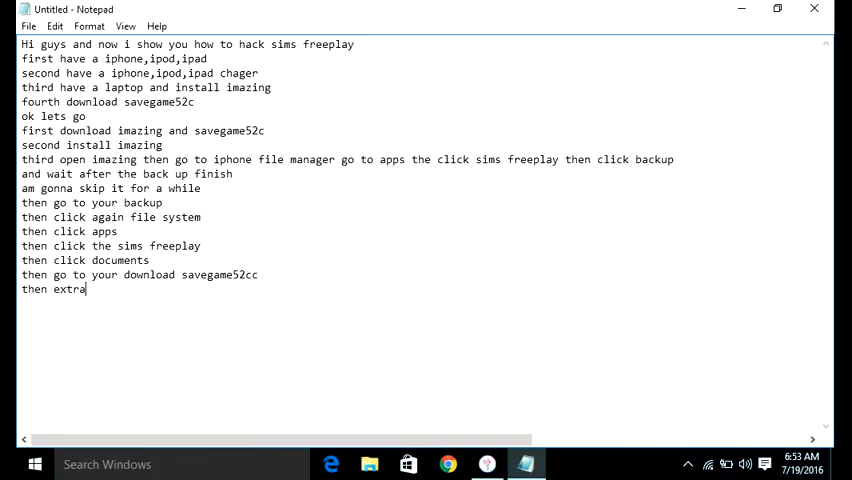 Untitled - Notepad
File Edit Format View Help
Hi guys and now i show you how to hack sims freeplay
first have a iphone,ipod,ipad
second have a iphone,ipod,ipad chager
third have a laptop and install imazing
fourth download savegame52c
ok lets go
first download imazing and savegame52c
second install imazing
third open imazing then go to iphone file manager go to apps the click sims freeplay then click backup
and wait after the back up finish
am gonna skip it for a while
then go to your backup
then click again file system
then click apps
then click the sims freeplay
then click documents
then go to your download savegame52cc
then extra
Search Windows
6:53 AM
7/19/2016